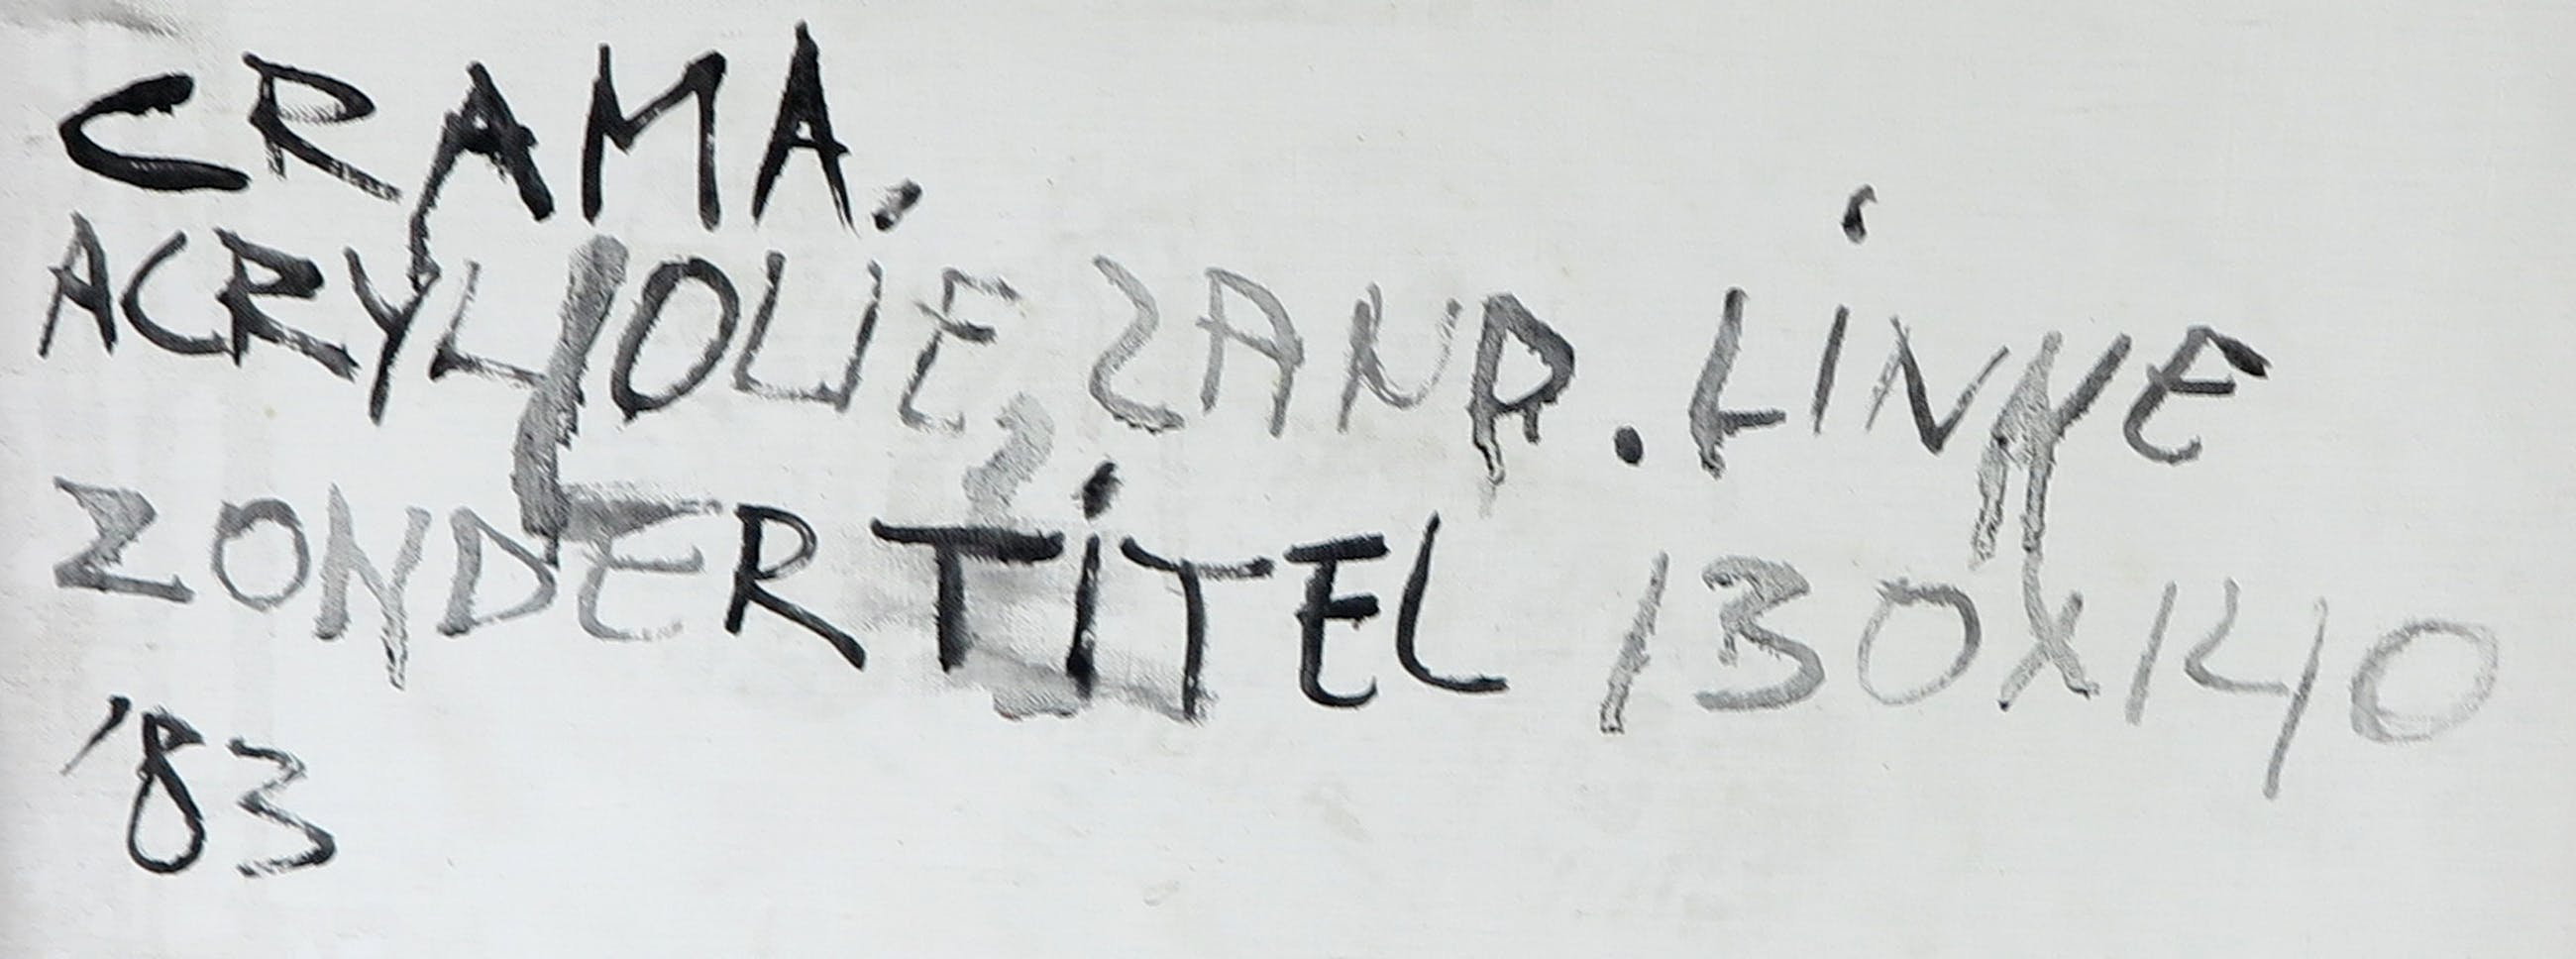 CRAMA.
ACRYL/OLIE, ZAND. LiNNE
ZONDER TiTEL 130X140
'83